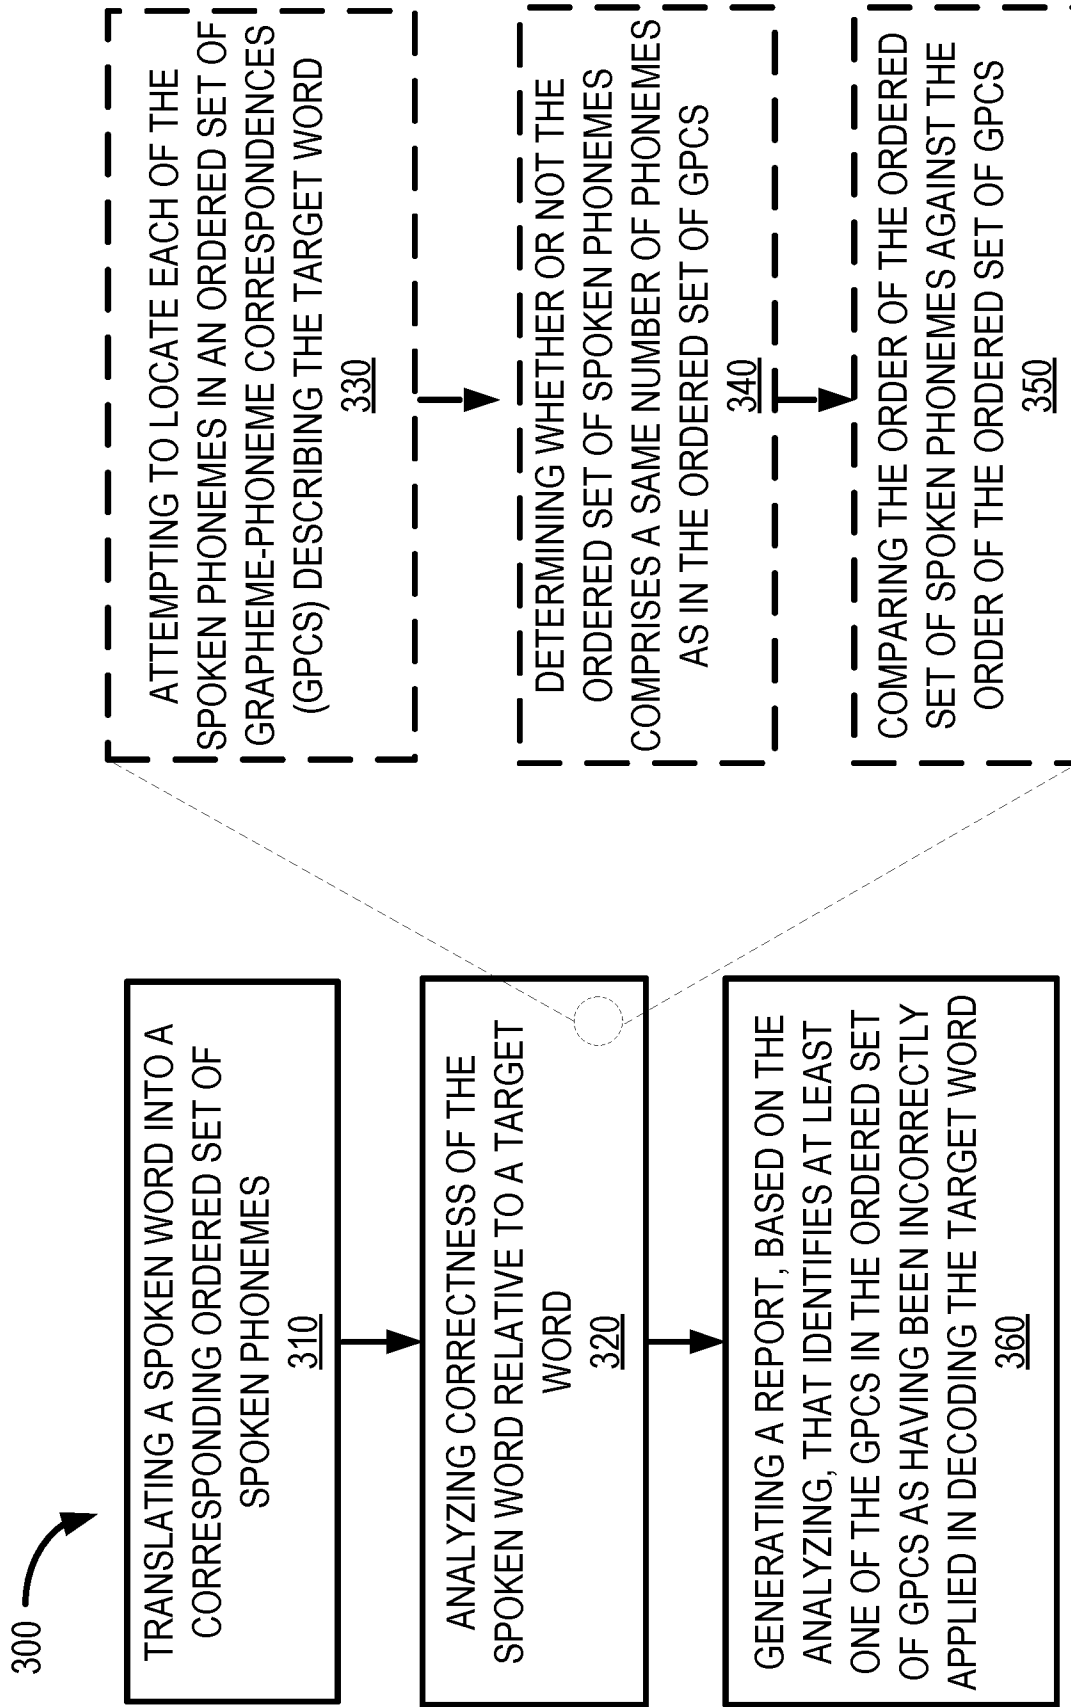 300
TRANSLATING A SPOKEN WORD INTO A
CORRESPONDING ORDERED SET OF
SPOKEN PHONEMES
310
ANALYZING CORRECTNESS OF THE
SPOKEN WORD RELATIVE TO A TARGET
WORD
320
GENERATING A REPORT, BASED ON THE
ANALYZING, THAT IDENTIFIES AT LEAST
ONE OF THE GPCS IN THE ORDERED SET
OF GPCS AS HAVING BEEN INCORRECTLY
APPLIED IN DECODING THE TARGET WORD
360
ATTEMPTING TO LOCATE EACH OF THE
SPOKEN PHONEMES IN AN ORDERED SET OF
GRAPHEME-PHONEME CORRESPONDENCES
(GPCS) DESCRIBING THE TARGET WORD
330
DETERMINING WHETHER OR NOT THE
ORDERED SET OF SPOKEN PHONEMES
COMPRISES A SAME NUMBER OF PHONEMES
AS IN THE ORDERED SET OF GPCS
340
COMPARING THE ORDER OF THE ORDERED
SET OF SPOKEN PHONEMES AGAINST THE
ORDER OF THE ORDERED SET OF GPCS
350